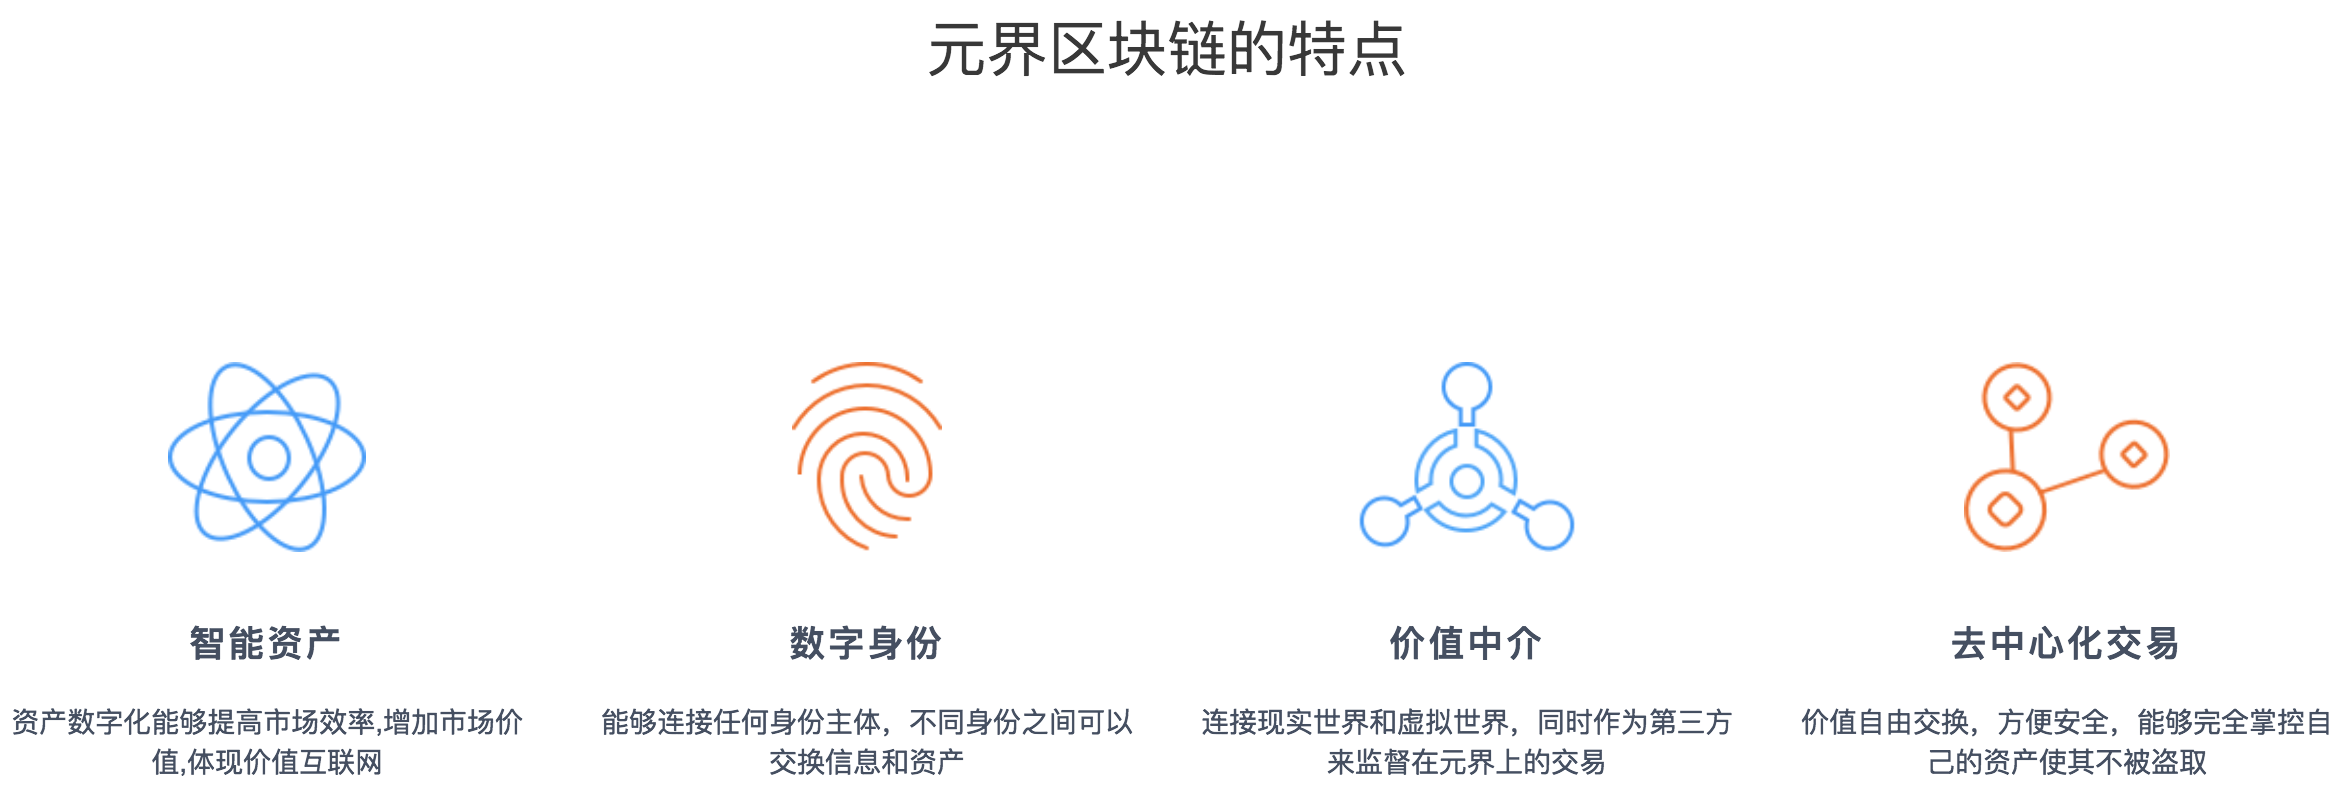 元界区块链的特点
智能资产
资产数字化能够提高市场效率,增加市场价
值,体现价值互联网
数字身份
能够连接任何身份主体，不同身份之间可以
交换信息和资产
价值中介
连接现实世界和虚拟世界，同时作为第三方
来监督在元界上的交易
去中心化交易
价值自由交换，方便安全，能够完全掌控自
己的资产使其不被盗取